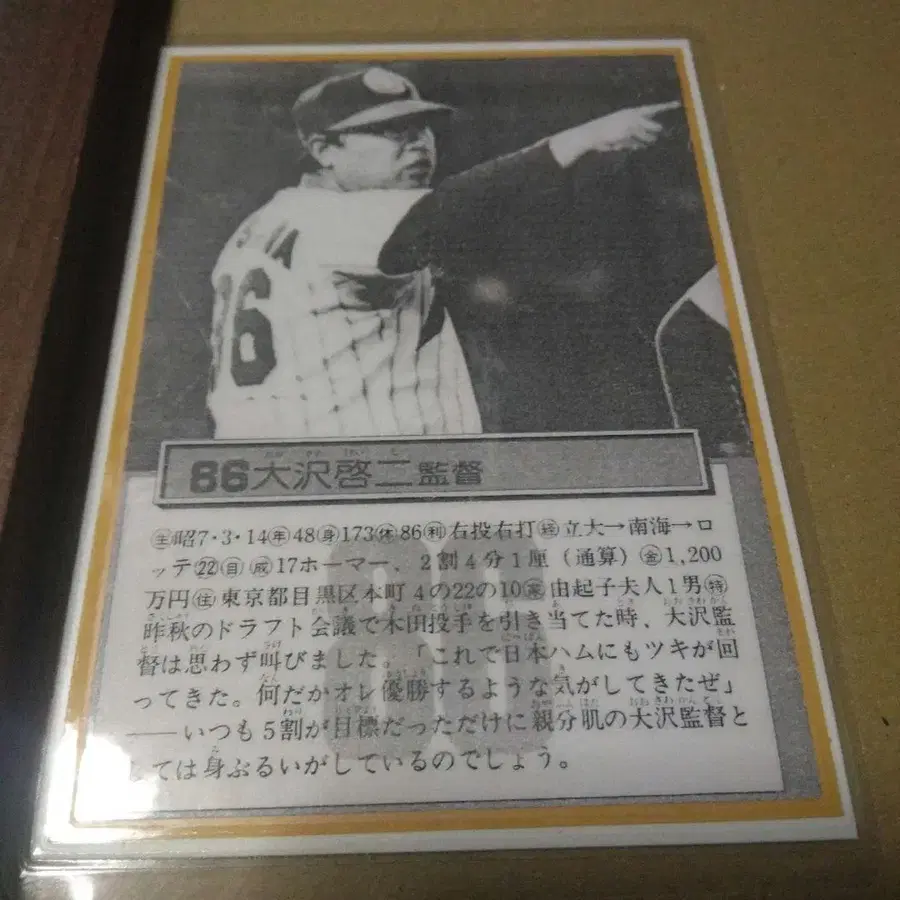 86
86大沢啓二監督
㊤昭7・3・14㊥48㊟173㊡86㊒右投右打㊞立大→南海→ロ
ッテ㉒目㊎17ホーマー、2割4分1厘(通算)㊎1,200
万円㊟東京都目黒区本町4の22の10㊁由起子夫人1男㊕
昨秋のドラフト会議で木田投手を引き当てた時、大沢監
督は思わず叫びました。「これで日本ハムにもツキが回
ってきた。何だかオレ優勝するような気がしてきたぜ」
――いつも5割が目標だっただけに親分肌の大沢監督と
しては身ぶるいがしているのでしょう。